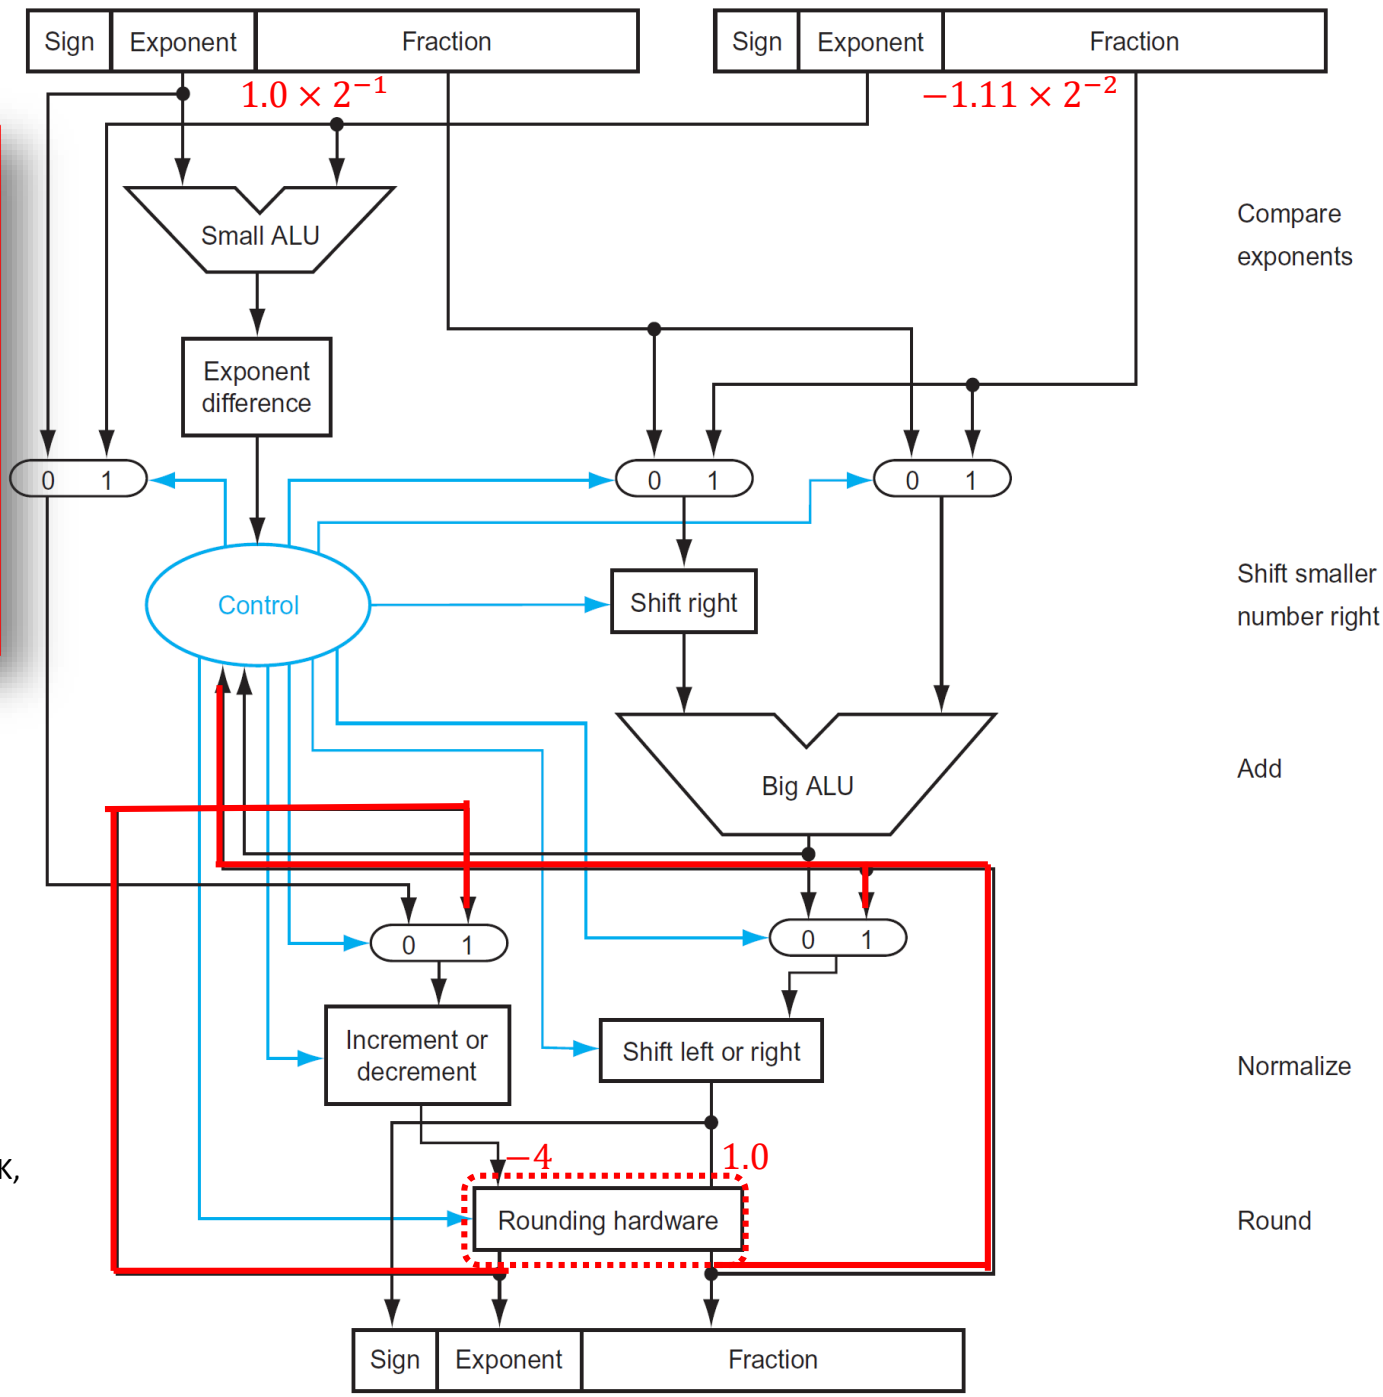 Sign Exponent Fraction Sign Exponent Fraction
1.0 × 2⁻¹ −1.11 × 2⁻²
Compare
exponents
Small ALU
Exponent
difference
0 1 0 1 0 1
Control
Shift right
Shift smaller
number right
Big ALU
Add
0 1 0 1
Increment or
decrement
Shift left or right
Normalize
−4 1.0
K,
Rounding hardware
Round
Sign Exponent Fraction